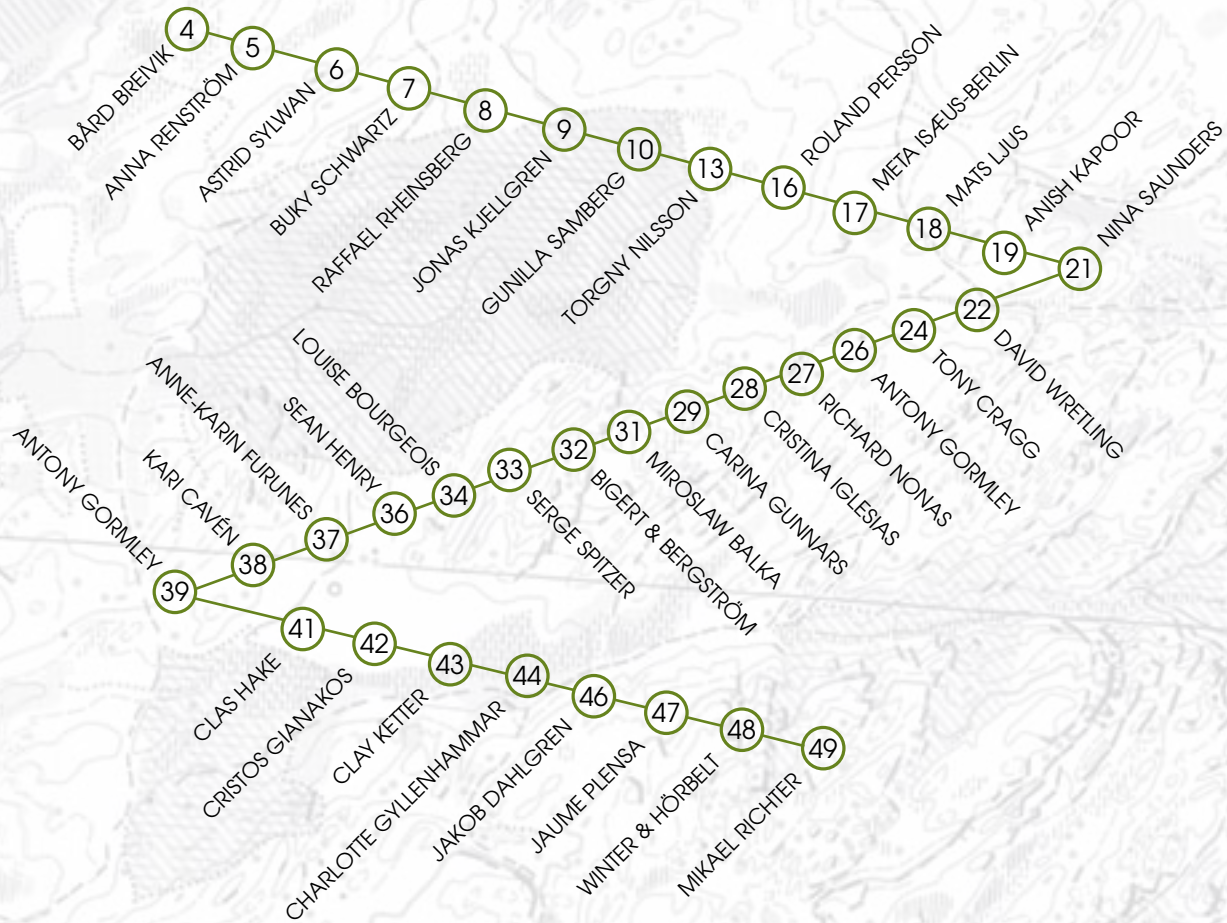 4
BÅRD BREIVIK
5
ANNA RENSTRÖM
6
ASTRID SYLWAN
7
BUKY SCHWARTZ
8
RAFFAEL RHEINSBERG
9
JONAS KJELLGREN
10
GUNILLA SAMBERG
13
TORGNY NILSSON
16
ROLAND PERSSON
17
META ISÆUS-BERLIN
18
MATS LJUS
19
ANISH KAPOOR
21
NINA SAUNDERS
22
DAVID WRETLING
24
TONY CRAGG
26
ANTONY GORMLEY
27
RICHARD NONAS
28
CRISTINA IGLESIAS
29
CARINA GUNNARS
31
MIROSLAW BALKA
32
BIGERT & BERGSTRÖM
33
SERGE SPITZER
34
LOUISE BOURGEOIS
36
SEAN HENRY
37
ANNE-KARIN FURUNES
38
KARI CAVÉN
39
ANTONY GORMLEY
41
CLAS HAKE
42
CRISTOS GIANAKOS
43
CLAY KETTER
44
CHARLOTTE GYLLENHAMMAR
46
JAKOB DAHLGREN
47
JAUME PLENSA
48
WINTER & HÖRBELT
49
MIKAEL RICHTER